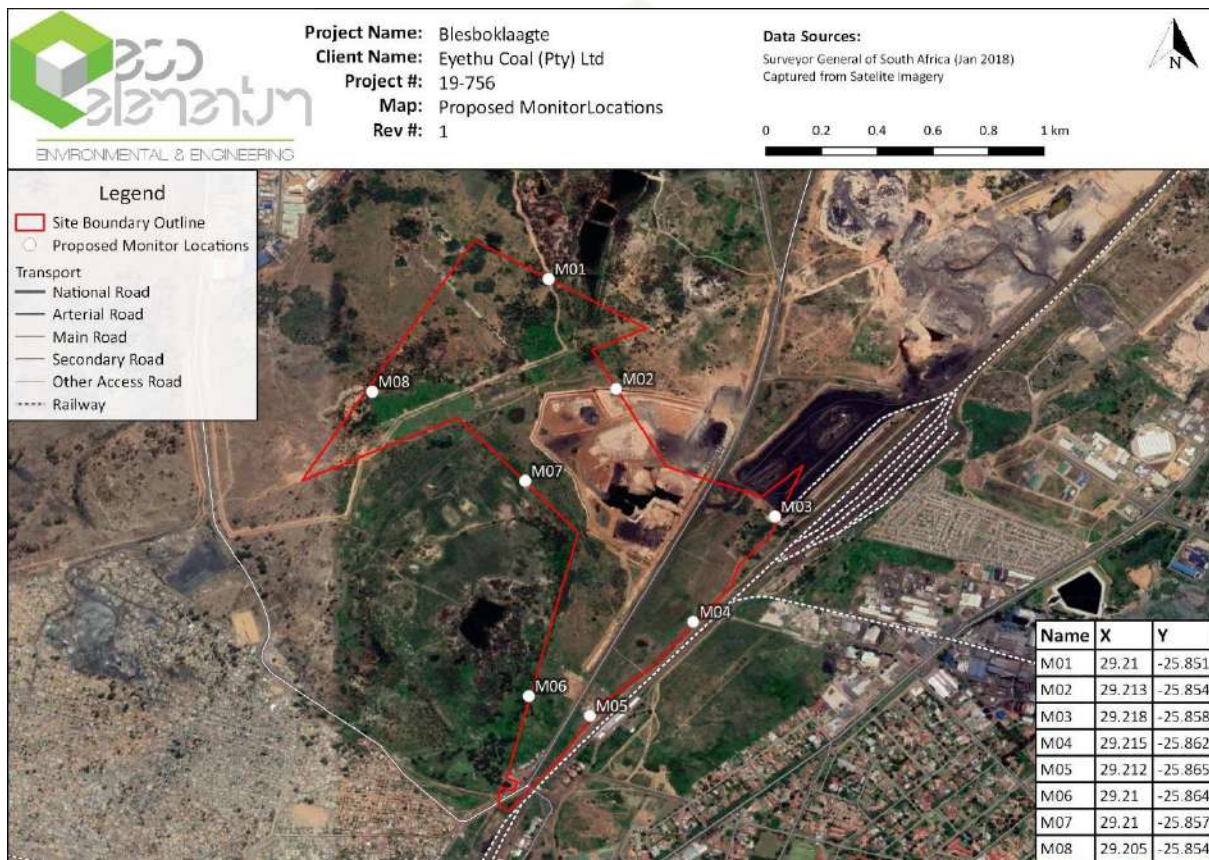 eco
elementum
ENVIRONMENTAL & ENGINEERING
Project Name: Blesboklaagte
Client Name: Eyethu Coal (Pty) Ltd
Project #: 19-756
Map: Proposed MonitorLocations
Rev #: 1
Data Sources:
Surveyor General of South Africa (Jan 2018)
Captured from Satelite Imagery
N
0 0.2 0.4 0.6 0.8 1 km
Legend
Site Boundary Outline
Proposed Monitor Locations
Transport
National Road
Arterial Road
Main Road
Secondary Road
Other Access Road
Railway
M01
M02
M08
M07
M03
M04
M06
M05
Name X Y
M01 29.21 -25.851
M02 29.213 -25.854
M03 29.218 -25.858
M04 29.215 -25.862
M05 29.212 -25.865
M06 29.21 -25.864
M07 29.21 -25.857
M08 29.205 -25.854